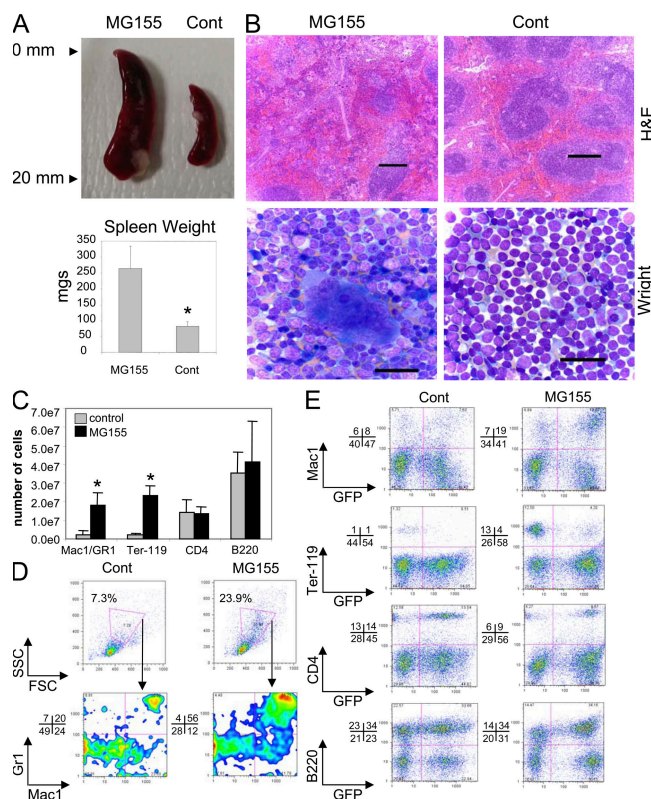 A
MG155 Cont
0 mm
20 mm
Spleen Weight
mgs
350
300
250
200
150
100
50
0
*
MG155 Cont
B
MG155 Cont
H&E
Wright
C
control
MG155
number of cells
7.0e7
6.0e7
5.0e7
4.0e7
3.0e7
2.0e7
1.0e7
0.0
* *
Mac1/GR1 Ter-119 CD4 B220
D
Cont MG155
7.3% 23.9%
SSC
FSC
7 20
49 24
4 56
28 12
Gr1
Mac1
E
Cont MG155
6 8
40 47
7 19
34 41
Mac1
GFP GFP
1 1
44 54
13 4
26 58
Ter-119
GFP GFP
13 14
28 45
6 9
29 56
CD4
GFP GFP
23 34
21 23
14 34
20 31
B220
GFP GFP